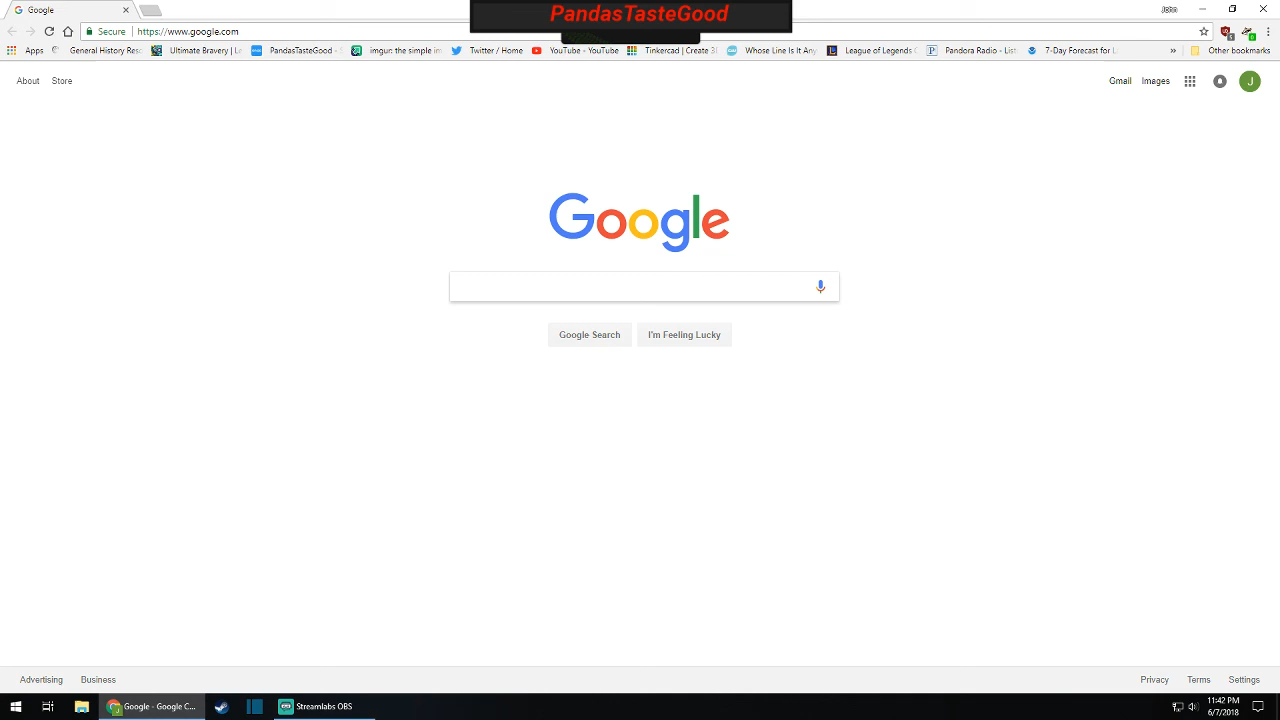 Google
PandasTasteGood
John
Secure
https://www.google.com
Apps
General History Res
Ultimate Bravery | Le
PandasTasteGood - S
imgur: the simple im
Twitter / Home
YouTube - YouTube
Tinkercad | Create 3D
Whose Line Is It Any
League of Legends C
Pandora Radio - List
7-Day Forecast for L
Other Bookmarks
About
Store
Gmail
Images
J
Google
Google Search
I'm Feeling Lucky
Advertising
Business
Privacy
Terms
Settings
Google - Google C...
Streamlabs OBS
11:42 PM
6/7/2018